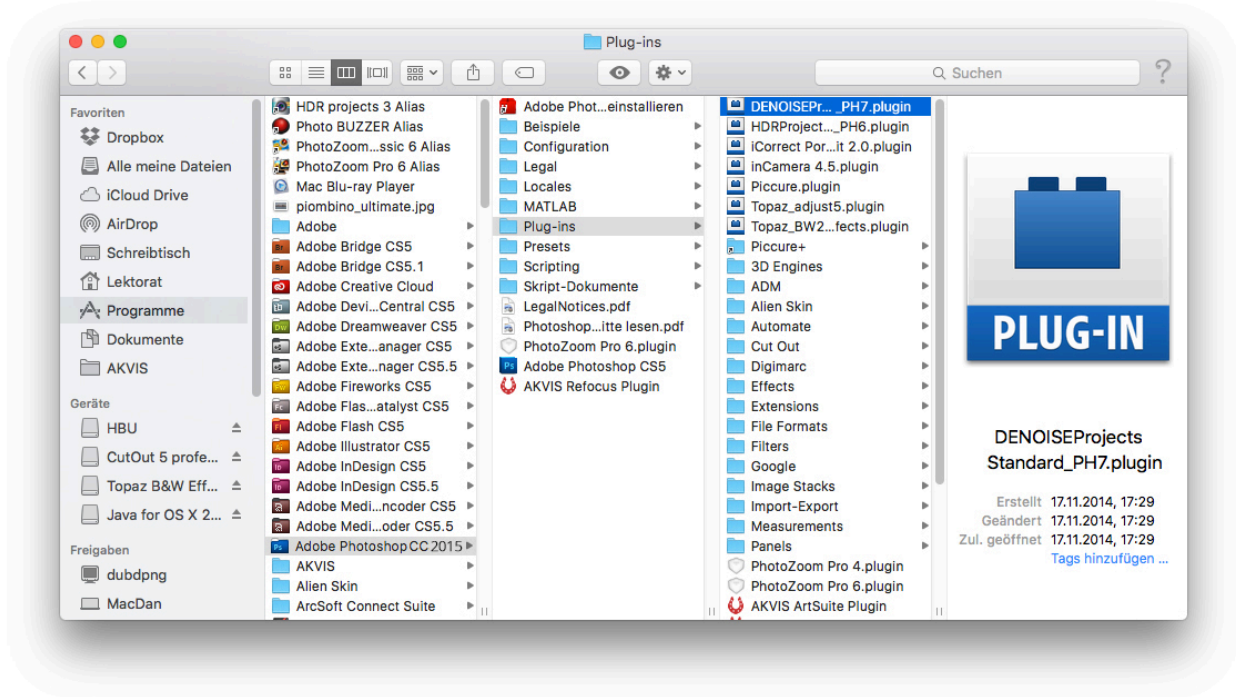 Plug-ins
Suchen
?
Favoriten
Dropbox
Alle meine Dateien
iCloud Drive
AirDrop
Schreibtisch
Lektorat
Programme
Dokumente
AKVIS
Geräte
HBU
CutOut 5 profe...
Topaz B&W Eff...
Java for OS X 2...
Freigaben
dubdpng
MacDan
HDR projects 3 Alias
Photo BUZZER Alias
PhotoZoom...ssic 6 Alias
PhotoZoom Pro 6 Alias
Mac Blu-ray Player
piombino_ultimate.jpg
Adobe
Adobe Bridge CS5
Adobe Bridge CS5.1
Adobe Creative Cloud
Adobe Devi...Central CS5
Adobe Dreamweaver CS5
Adobe Exte...anager CS5
Adobe Exte...nager CS5.5
Adobe Fireworks CS5
Adobe Flas...atalyst CS5
Adobe Flash CS5
Adobe Illustrator CS5
Adobe InDesign CS5
Adobe InDesign CS5.5
Adobe Medi...ncoder CS5
Adobe Medi...oder CS5.5
Adobe Photoshop CC 2015
AKVIS
Alien Skin
ArcSoft Connect Suite
Adobe Phot...einstallieren
Beispiele
Configuration
Legal
Locales
MATLAB
Plug-ins
Presets
Scripting
Skript-Dokumente
LegalNotices.pdf
Photoshop...itte lesen.pdf
PhotoZoom Pro 6.plugin
Adobe Photoshop CS5
AKVIS Refocus Plugin
DENOISEPr... _PH7.plugin
HDRProject..._PH6.plugin
iCorrect Por...it 2.0.plugin
inCamera 4.5.plugin
Piccure.plugin
Topaz_adjust5.plugin
Topaz_BW2...fects.plugin
Piccure+
3D Engines
ADM
Alien Skin
Automate
Cut Out
Digimarc
Effects
Extensions
File Formats
Filters
Google
Image Stacks
Import-Export
Measurements
Panels
PhotoZoom Pro 4.plugin
PhotoZoom Pro 6.plugin
AKVIS ArtSuite Plugin
PLUG-IN
DENOISEProjects
Standard_PH7.plugin
Erstellt 17.11.2014, 17:29
Geändert 17.11.2014, 17:29
Zul. geöffnet 17.11.2014, 17:29
Tags hinzufügen ...